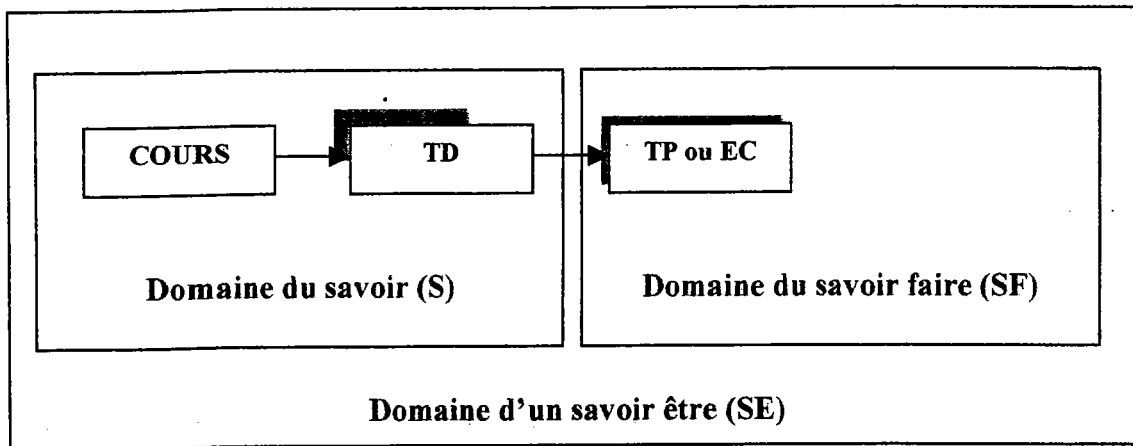 COURS
TD
TP ou EC
Domaine du savoir (S)
Domaine du savoir faire (SF)
Domaine d'un savoir être (SE)